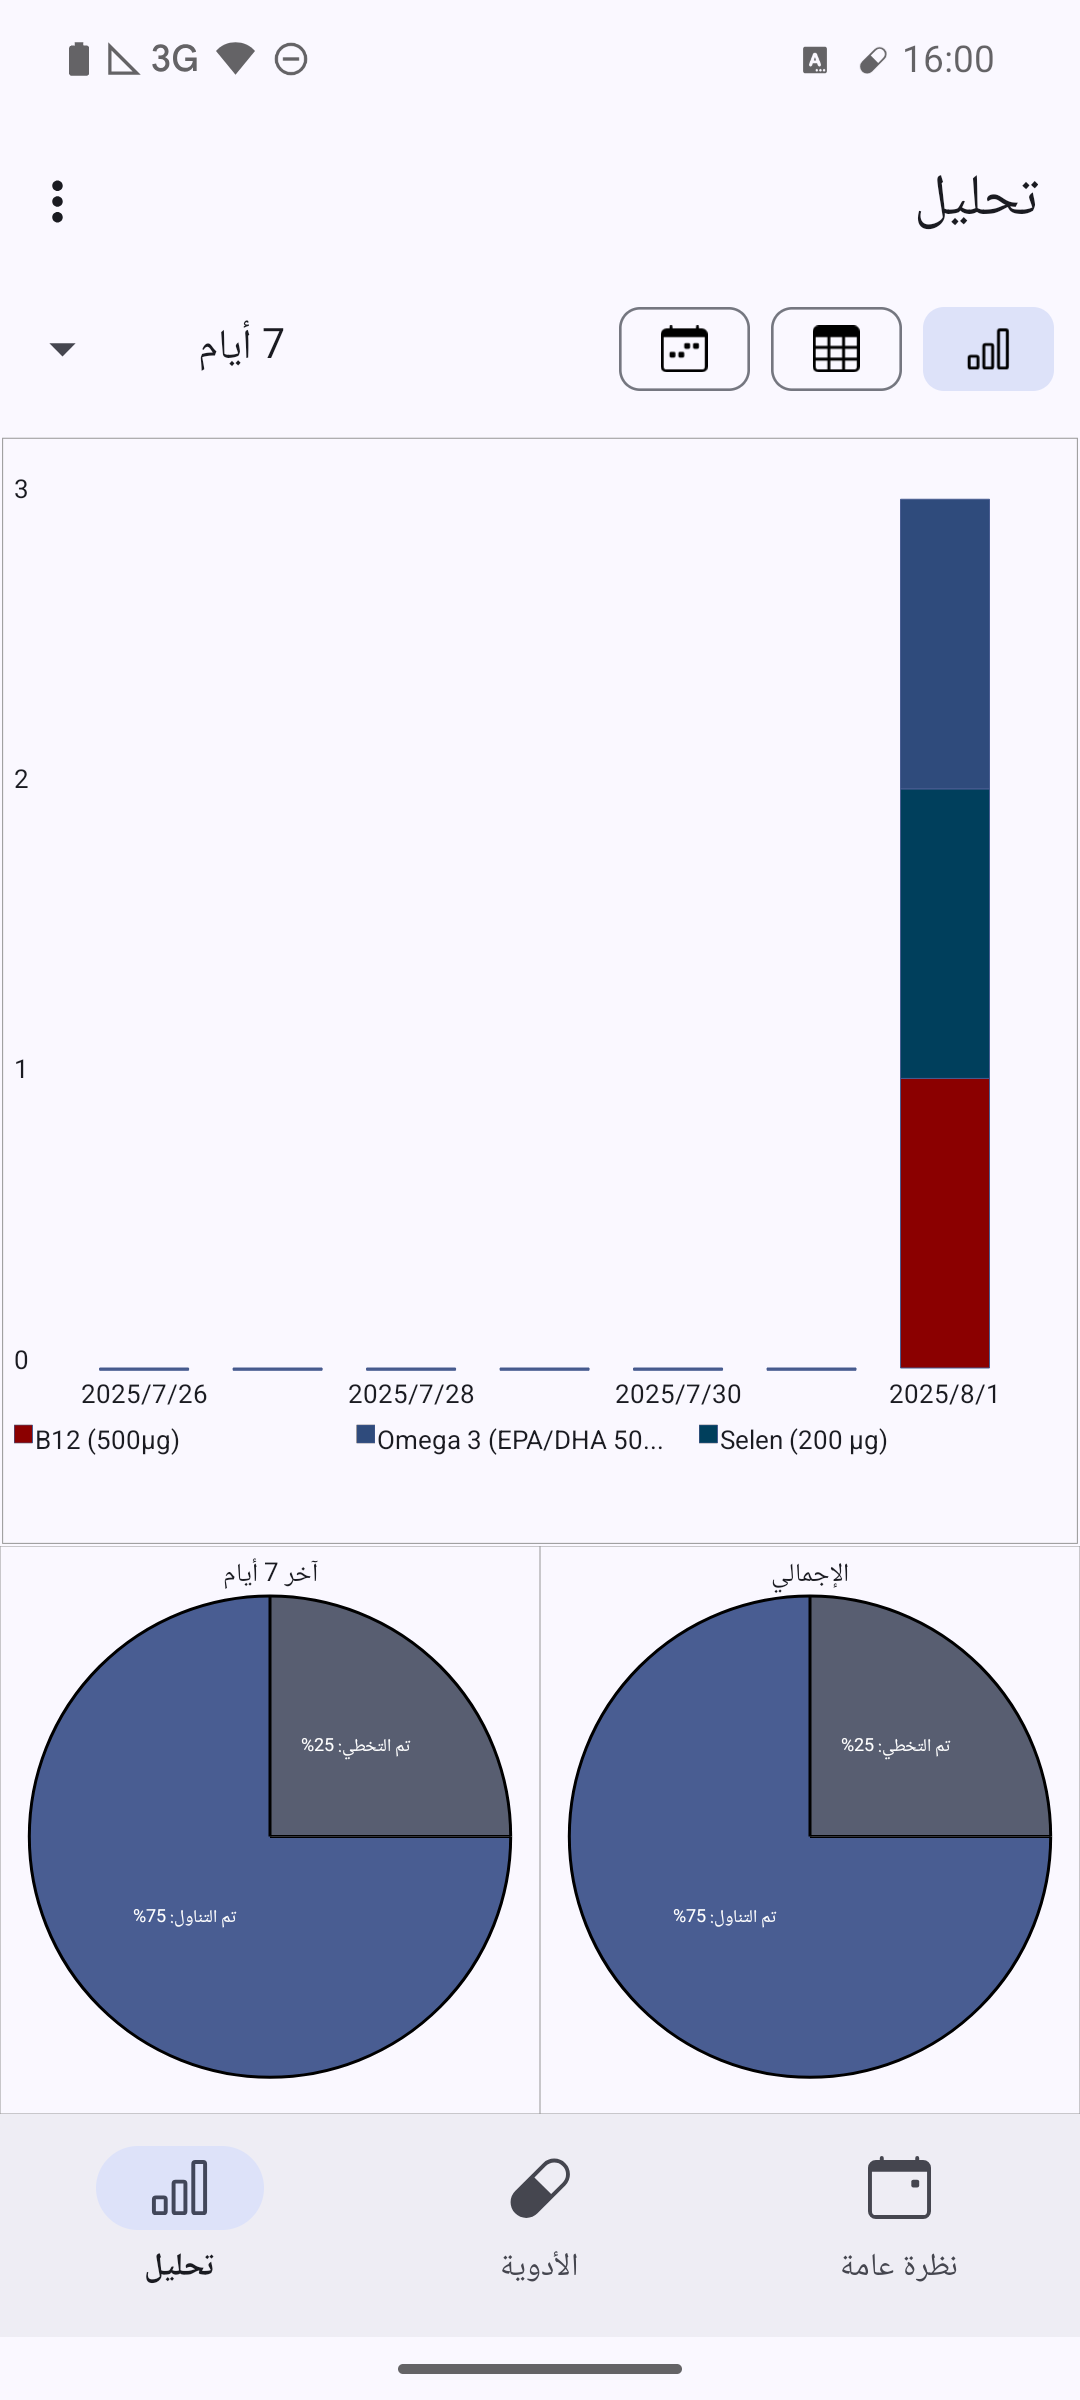 3G
16:00
تحليل
7 أيام
3
2
1
0
2025/7/26
2025/7/28
2025/7/30
2025/8/1
B12 (500µg)
Omega 3 (EPA/DHA 50...
Selen (200 µg)
الإجمالي
تم التخطي: 25%
تم التناول: 75%
آخر 7 أيام
تم التخطي: 25%
تم التناول: 75%
نظرة عامة
الأدوية
تحليل